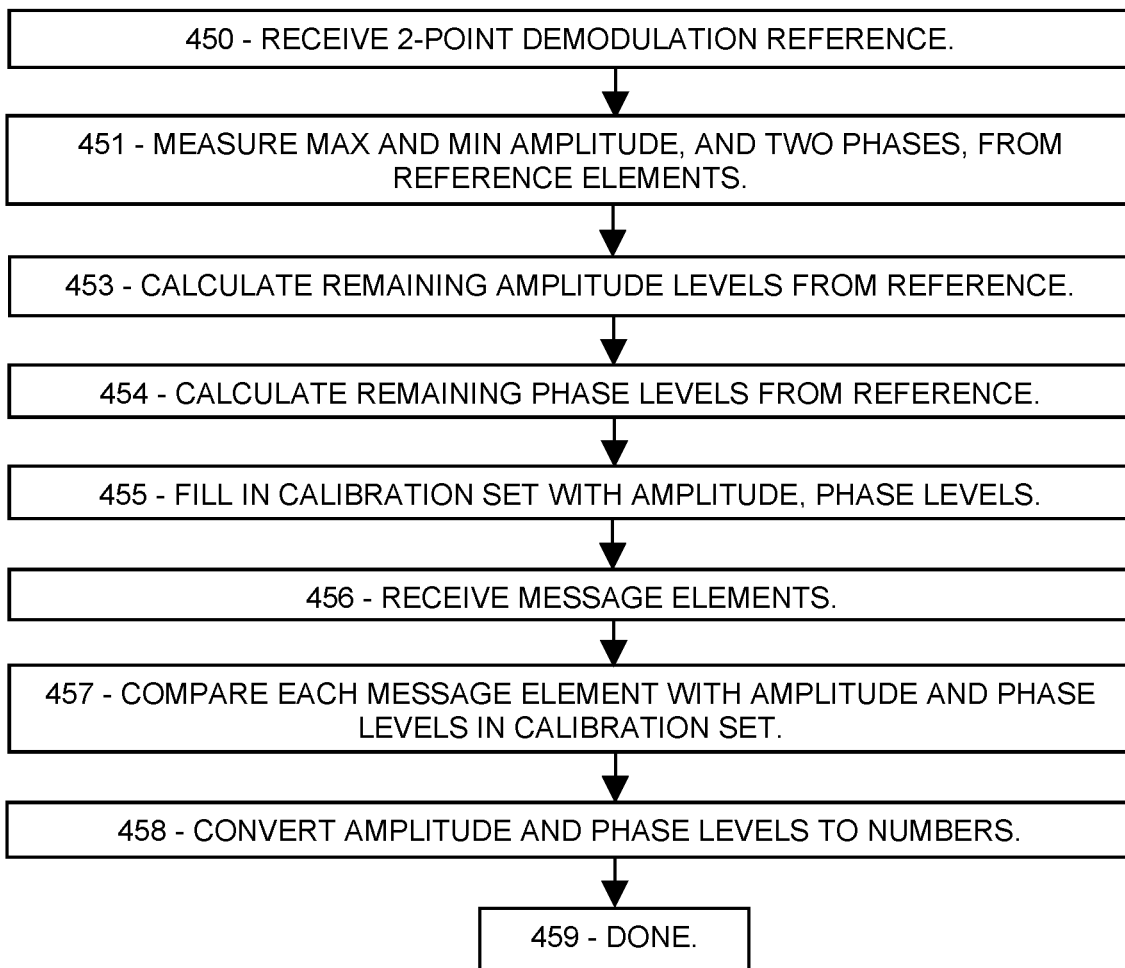 450 - RECEIVE 2-POINT DEMODULATION REFERENCE.
451 - MEASURE MAX AND MIN AMPLITUDE, AND TWO PHASES, FROM
REFERENCE ELEMENTS.
453 - CALCULATE REMAINING AMPLITUDE LEVELS FROM REFERENCE.
454 - CALCULATE REMAINING PHASE LEVELS FROM REFERENCE.
455 - FILL IN CALIBRATION SET WITH AMPLITUDE, PHASE LEVELS.
456 - RECEIVE MESSAGE ELEMENTS.
457 - COMPARE EACH MESSAGE ELEMENT WITH AMPLITUDE AND PHASE
LEVELS IN CALIBRATION SET.
458 - CONVERT AMPLITUDE AND PHASE LEVELS TO NUMBERS.
459 - DONE.